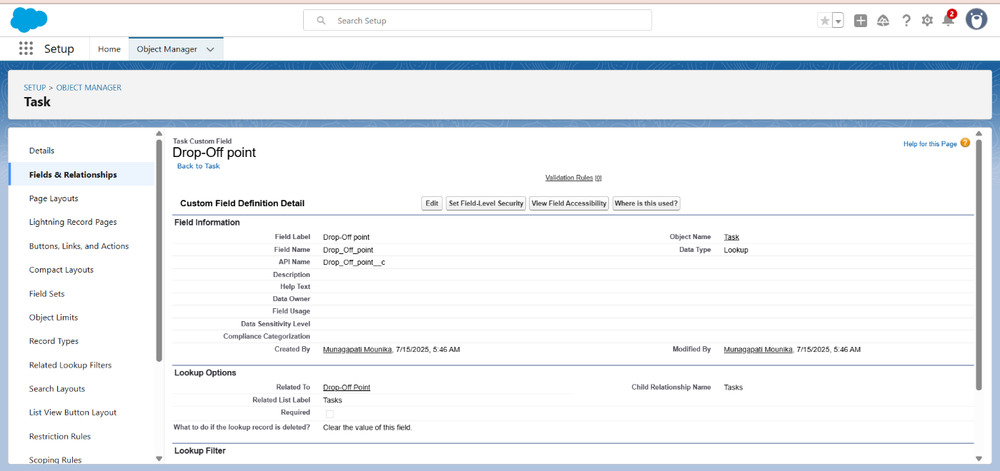 Search Setup
2
Setup
Home
Object Manager
SETUP > OBJECT MANAGER
Task
Details
Fields & Relationships
Page Layouts
Lightning Record Pages
Buttons, Links, and Actions
Compact Layouts
Field Sets
Object Limits
Record Types
Related Lookup Filters
Search Layouts
List View Button Layout
Restriction Rules
Scoping Rules
Task Custom Field
Drop-Off point
Back to Task
Help for this Page ?
Validation Rules [0]
Custom Field Definition Detail
Edit Set Field-Level Security View Field Accessibility Where is this used?
Field Information
Field Label Drop-Off point Object Name Task
Field Name Drop_Off_point Data Type Lookup
API Name Drop_Off_point__c
Description
Help Text
Data Owner
Field Usage
Data Sensitivity Level
Compliance Categorization
Created By Munagapati Mounika, 7/15/2025, 5:46 AM Modified By Munagapati Mounika, 7/15/2025, 5:46 AM
Lookup Options
Related To Drop-Off Point Child Relationship Name Tasks
Related List Label Tasks
Required
What to do if the lookup record is deleted? Clear the value of this field.
Lookup Filter